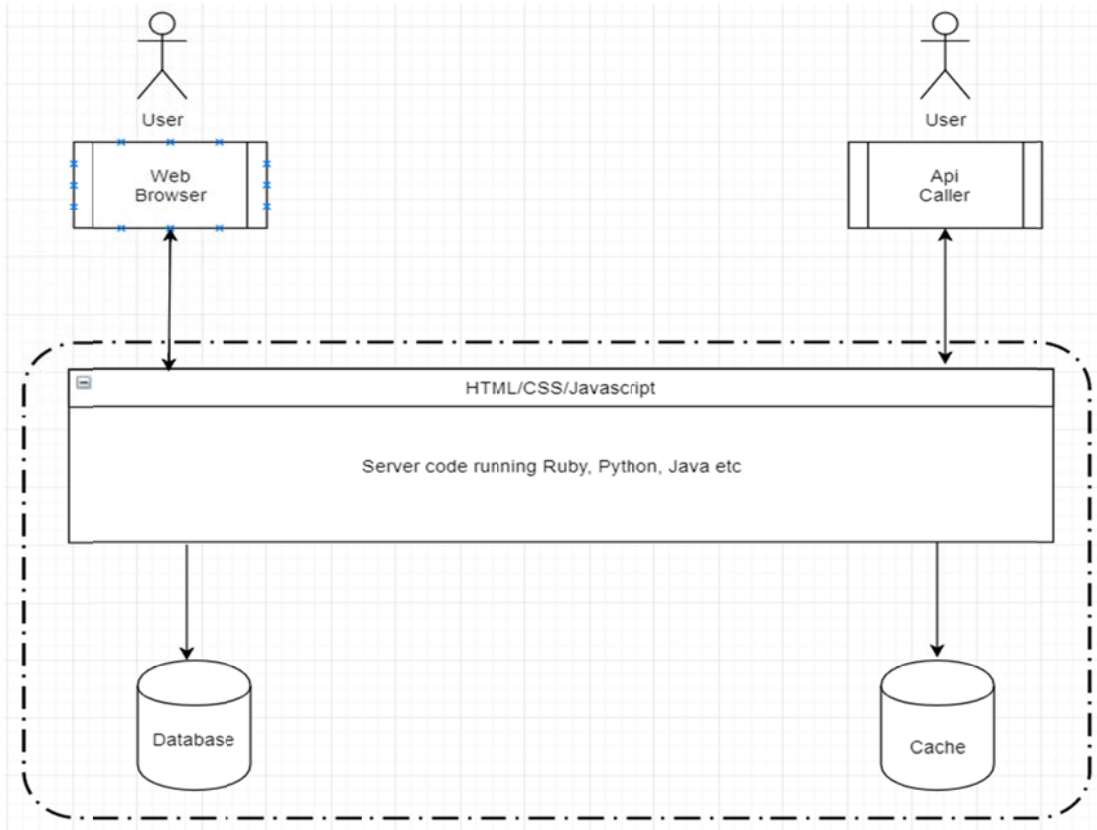 User
User
Web
Browser
Api
Caller
HTML/CSS/Javascript
Server code running Ruby, Python, Java etc
Database
Cache